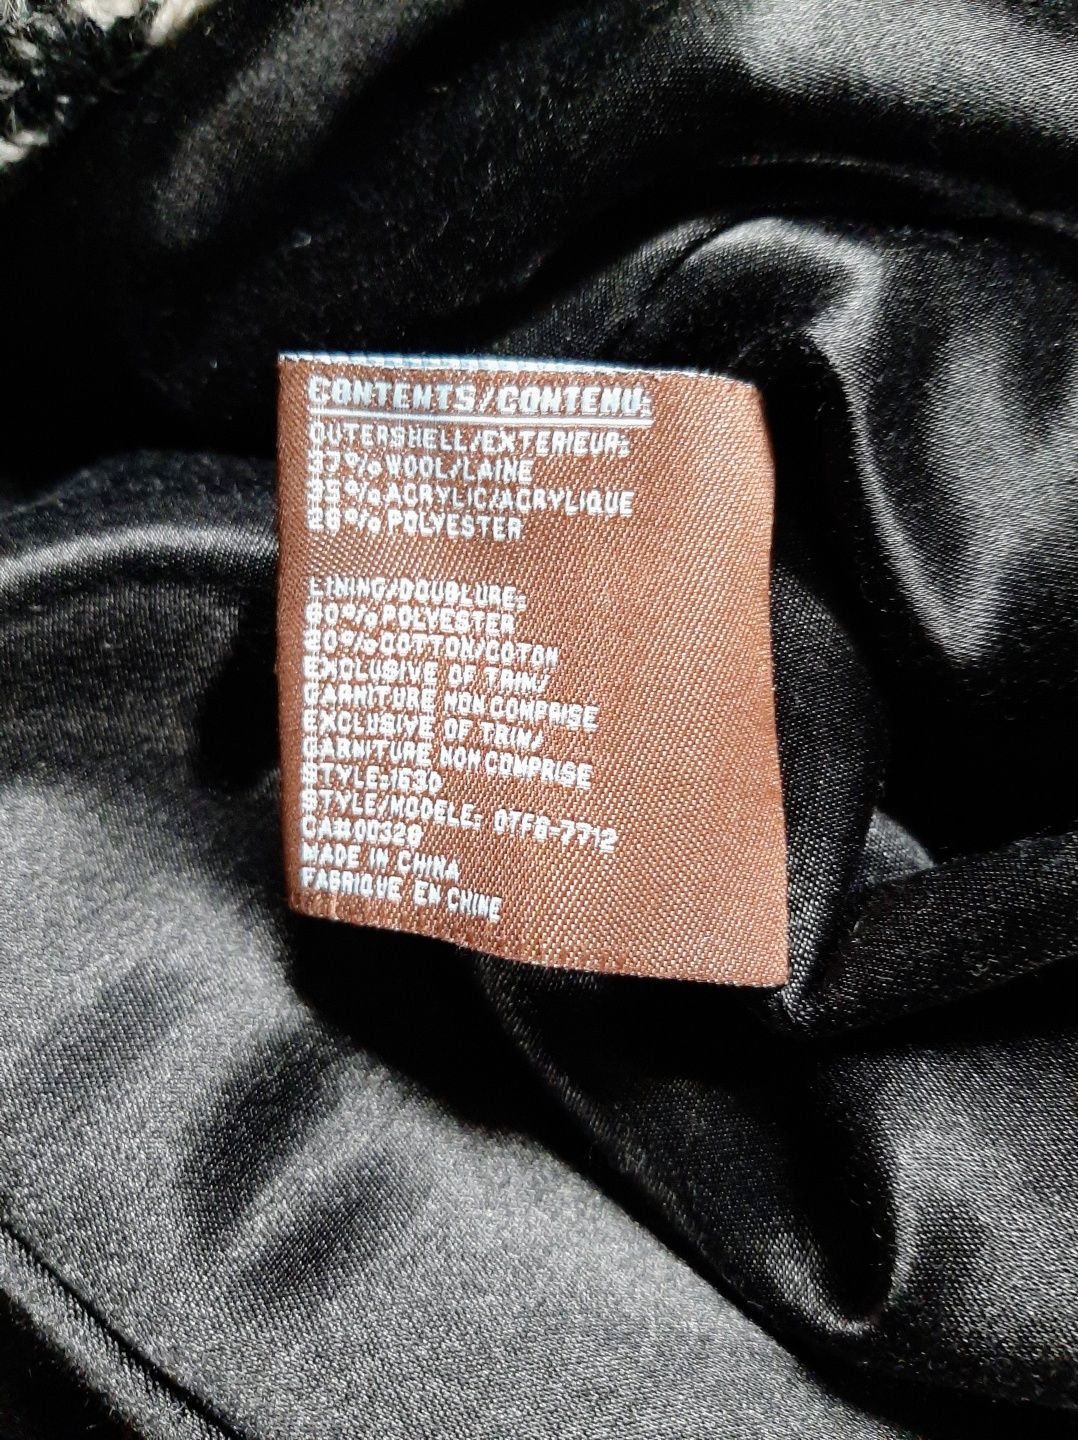 CONTENTS/CONTENU:
OUTERSHELL/EXTERIEUR:
37% WOOL/LAINE
35% ACRYLIC/ACRYLIQUE
28% POLYESTER
LINING/DOUBLURE:
80% POLYESTER
20% COTTON/COTON
EXCLUSIVE OF TRIM/
GARNITURE NON COMPRISE
EXCLUSIVE OF TRIM/
GARNITURE NON COMPRISE
STYLE:1630
STYLE/MODELE: 07F8-7712
CA#00328
MADE IN CHINA
FABRIQUE EN CHINE